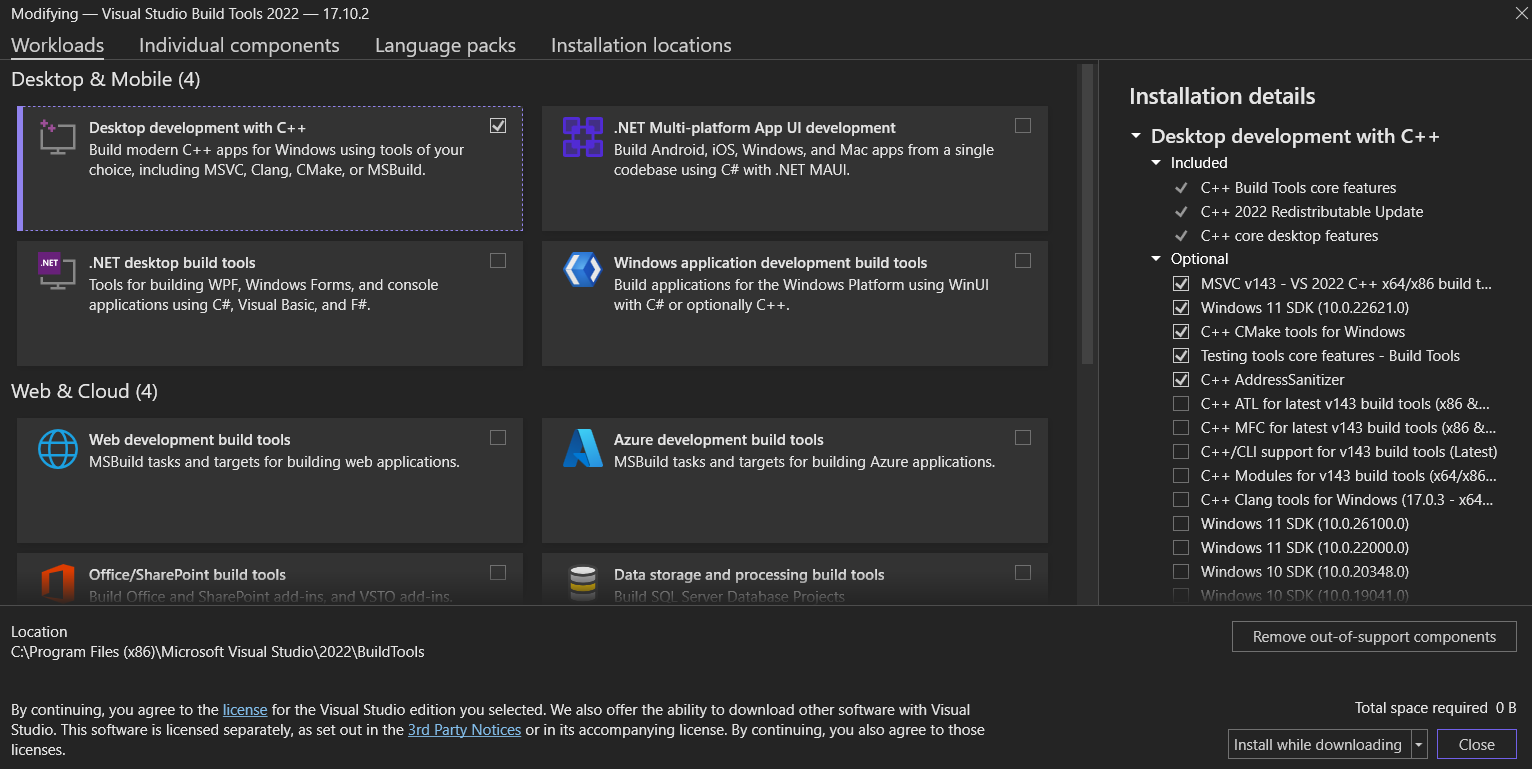 Modifying — Visual Studio Build Tools 2022 — 17.10.2
Workloads
Individual components
Language packs
Installation locations
Desktop & Mobile (4)
Desktop development with C++
Build modern C++ apps for Windows using tools of your
choice, including MSVC, Clang, CMake, or MSBuild.
.NET Multi-platform App UI development
Build Android, iOS, Windows, and Mac apps from a single
codebase using C# with .NET MAUI.
.NET
.NET desktop build tools
Tools for building WPF, Windows Forms, and console
applications using C#, Visual Basic, and F#.
Windows application development build tools
Build applications for the Windows Platform using WinUI
with C# or optionally C++.
Web & Cloud (4)
Web development build tools
MSBuild tasks and targets for building web applications.
Azure development build tools
MSBuild tasks and targets for building Azure applications.
Office/SharePoint build tools
Build Office and SharePoint add-ins, and VSTO add-ins.
Data storage and processing build tools
Build SQL Server Database Projects
Installation details
Desktop development with C++
Included
C++ Build Tools core features
C++ 2022 Redistributable Update
C++ core desktop features
Optional
MSVC v143 - VS 2022 C++ x64/x86 build t...
Windows 11 SDK (10.0.22621.0)
C++ CMake tools for Windows
Testing tools core features - Build Tools
C++ AddressSanitizer
C++ ATL for latest v143 build tools (x86 &...
C++ MFC for latest v143 build tools (x86 &...
C++/CLI support for v143 build tools (Latest)
C++ Modules for v143 build tools (x64/x86...
C++ Clang tools for Windows (17.0.3 - x64...
Windows 11 SDK (10.0.26100.0)
Windows 11 SDK (10.0.22000.0)
Windows 10 SDK (10.0.20348.0)
Windows 10 SDK (10.0.19041.0)
Location
C:\Program Files (x86)\Microsoft Visual Studio\2022\BuildTools
Remove out-of-support components
By continuing, you agree to the license for the Visual Studio edition you selected. We also offer the ability to download other software with Visual
Studio. This software is licensed separately, as set out in the 3rd Party Notices or in its accompanying license. By continuing, you also agree to those
licenses.
Total space required 0 B
Install while downloading
Close